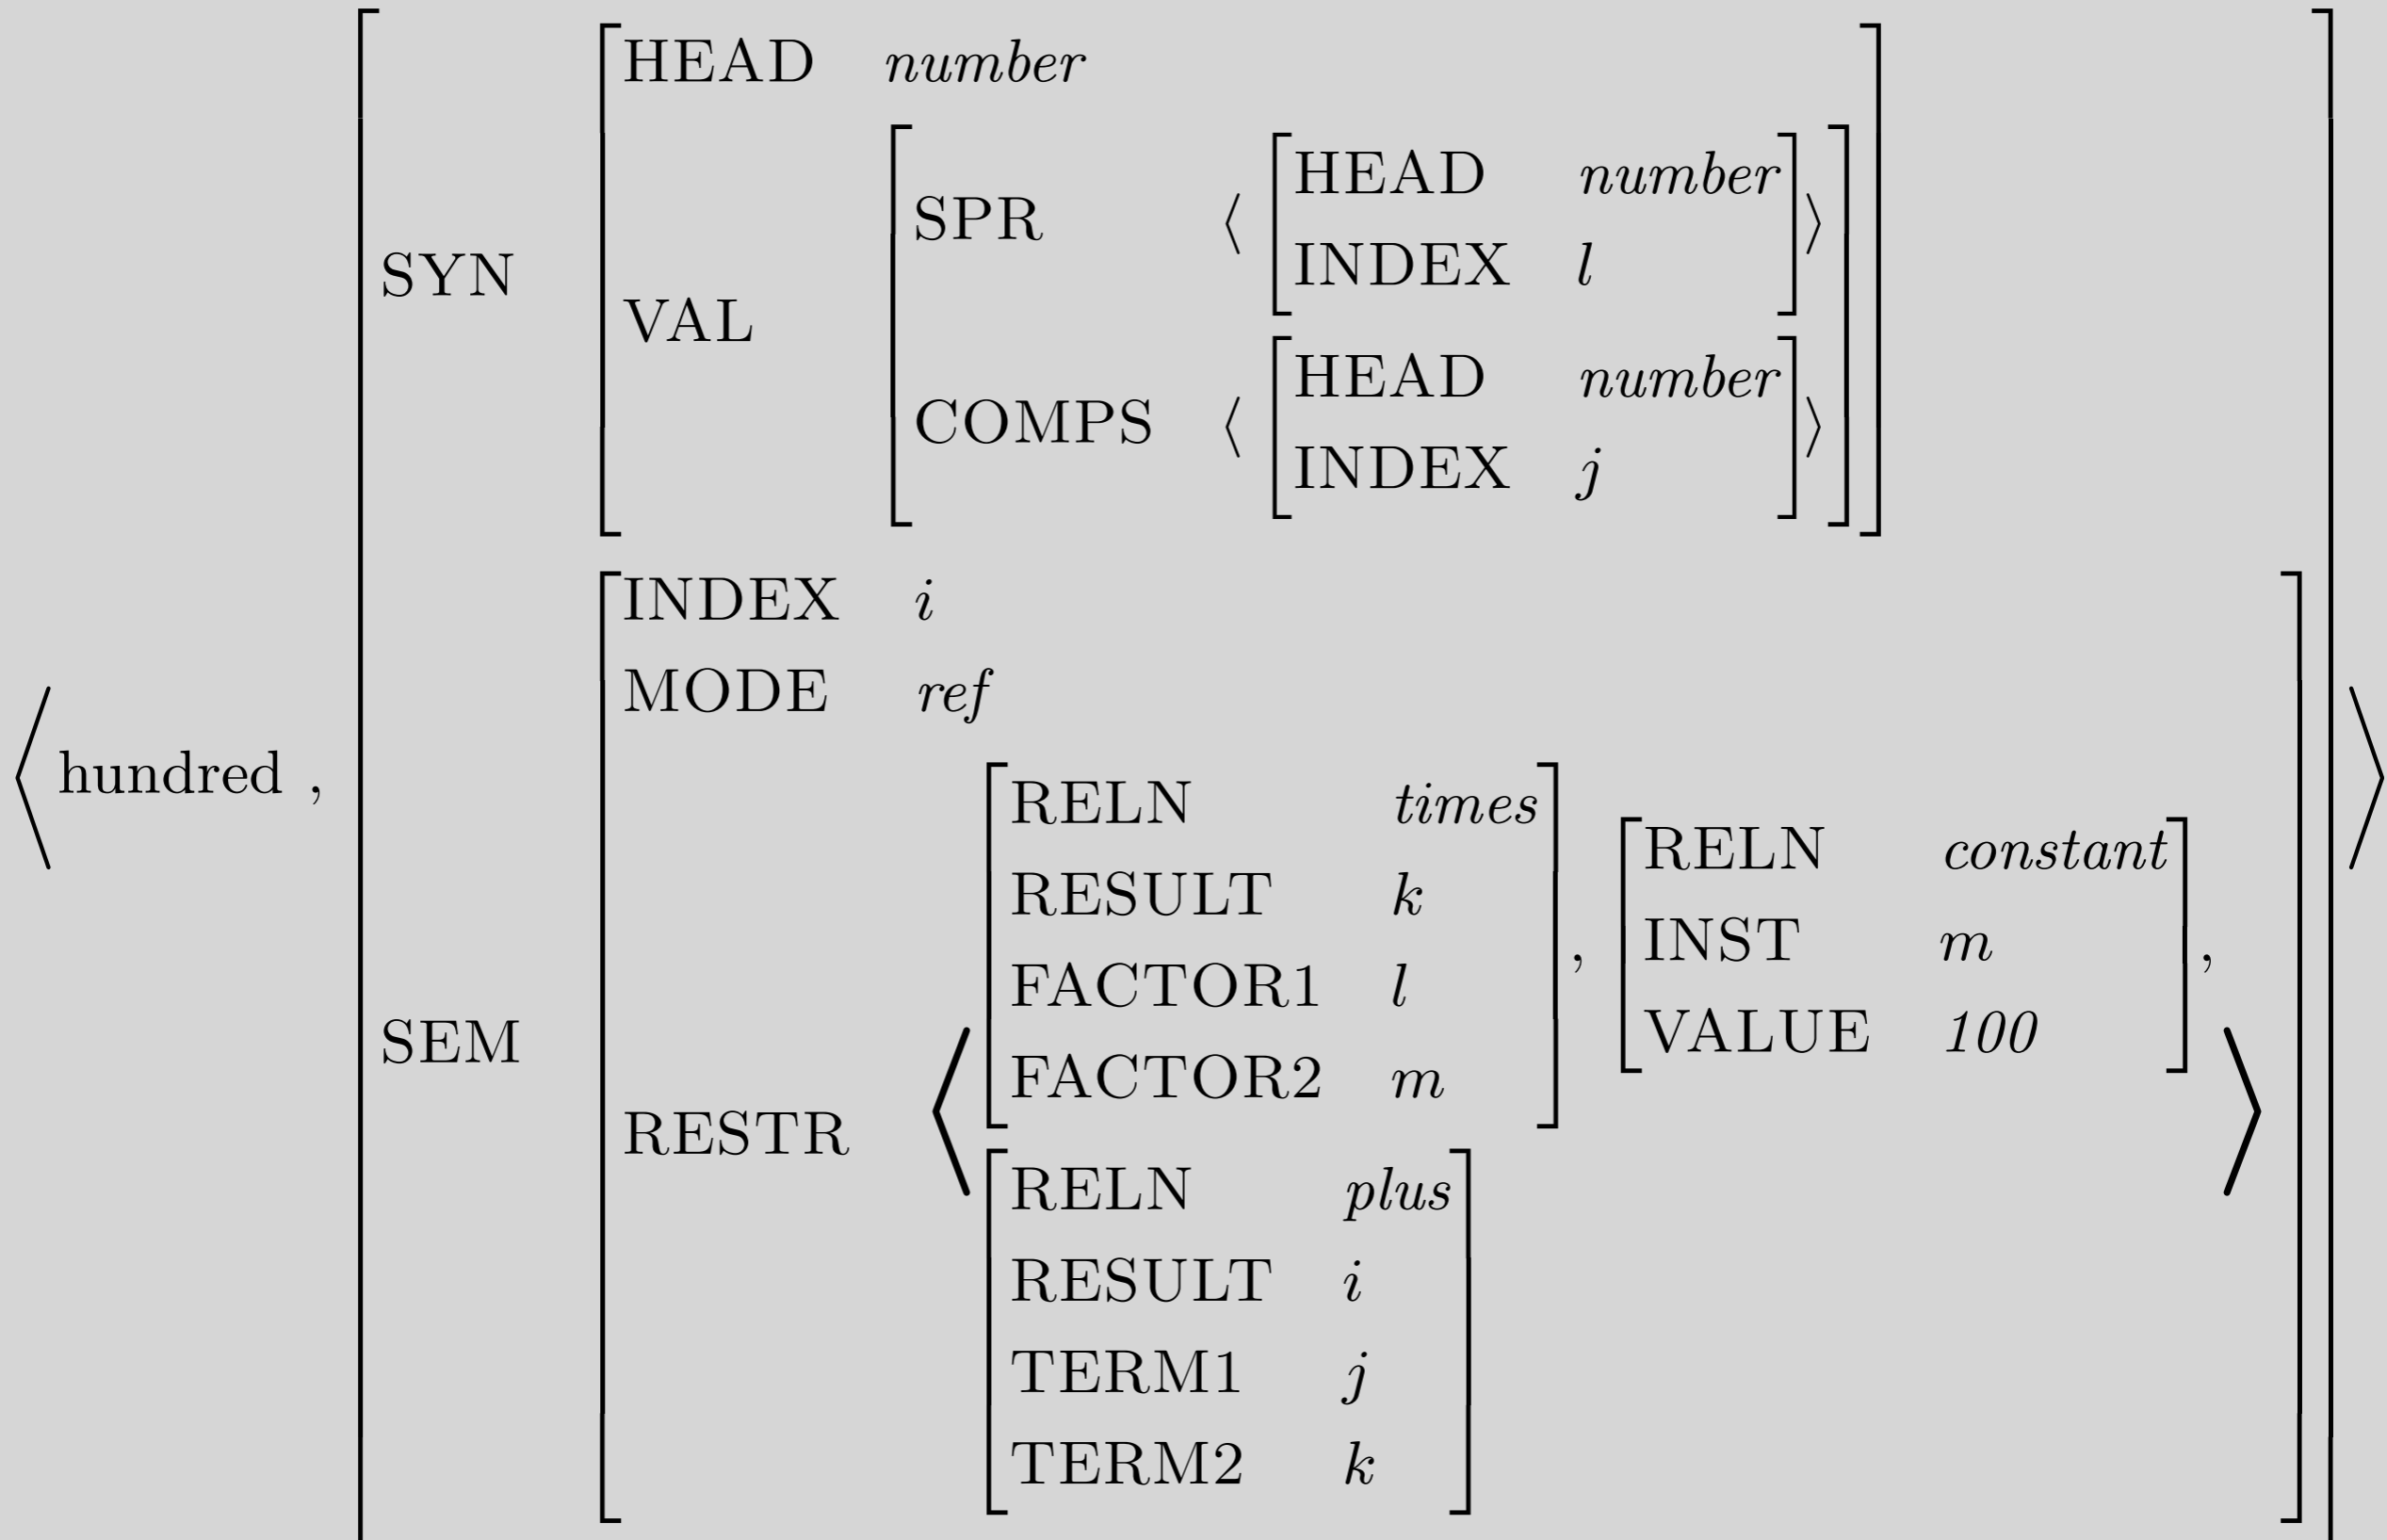 HEAD number
SPR ⟨ [ HEAD number
INDEX l ] ⟩
SYN
VAL
COMPS ⟨ [ HEAD number
INDEX j ] ⟩
INDEX i
MODE ref
⟨ hundred ,
RELN times
RESULT k
FACTOR1 l
FACTOR2 m ,
RELN constant
INST m
VALUE 100 ,
SEM
RESTR
RELN plus
RESULT i
TERM1 j
TERM2 k